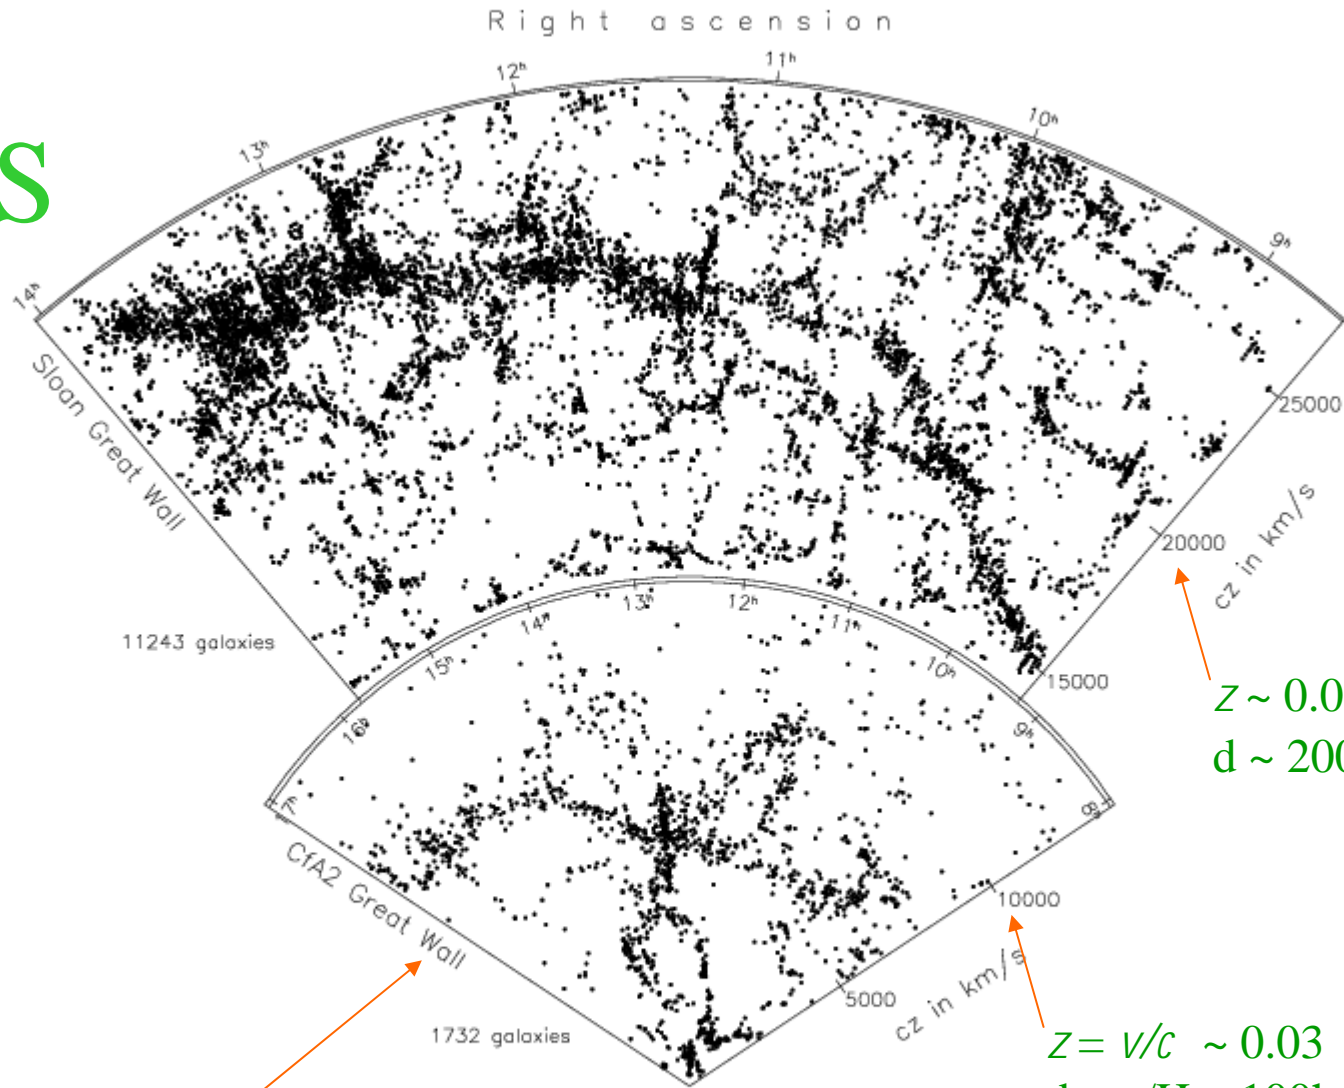 Right ascension
S
14ʰ
13ʰ
12ʰ
11ʰ
10ʰ
9ʰ
Sloan Great Wall
25000
20000
15000
cz in km/s
11243 galaxies
z ~ 0.0
d ~ 200
16ʰ
15ʰ
14ʰ
13ʰ
12ʰ
11ʰ
10ʰ
9ʰ
8ʰ
CfA2 Great Wall
10000
5000
cz in km/s
1732 galaxies
z = v/c ~ 0.03